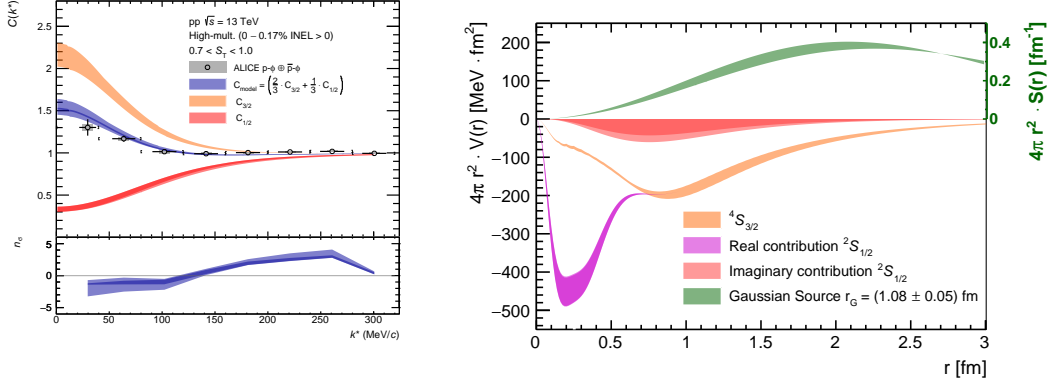 C(k*)
pp √s = 13 TeV
High-mult. (0 – 0.17% INEL > 0)
0.7 < S_T < 1.0
ALICE p-ϕ ⊕ p̄-ϕ
C_model = (2/3 · C_3/2 + 1/3 · C_1/2)
C_3/2
C_1/2
2.5
2.0
1.5
1.0
0.5
n_σ
5
0
−5
0 50 100 150 200 250 300
k* (MeV/c)
4π r² · V(r) [MeV · fm²]
200
100
0
−100
−200
−300
−400
−500
⁴S_3/2
Real contribution ²S_1/2
Imaginary contribution ²S_1/2
Gaussian Source r_G = (1.08 ± 0.05) fm
0 0.5 1 1.5 2 2.5 3
r [fm]
0.4
0.2
0
4π r² · S(r) [fm⁻¹]